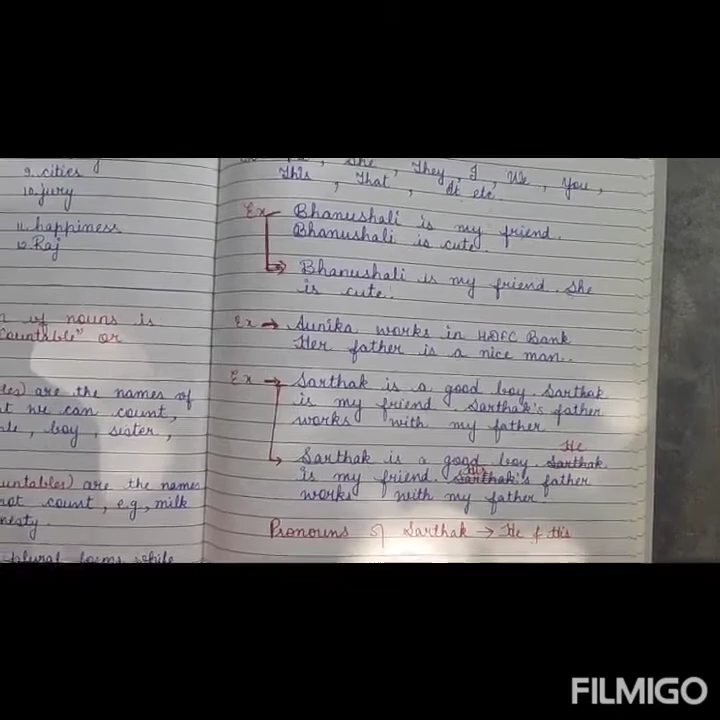 9. cities
10. jury
11. happiness
12. Raj
of nouns is
Countable" or
are the names of
we can count,
boy, sister,
are the names
not count, e.g, milk
plural forms while
She, They, I, We, You,
This, That, It etc.
Ex → Bhanushali is my friend.
Bhanushali is cute.
→ Bhanushali is my friend. She
is cute.
Ex → Sunika works in HDFC Bank
Her father is a nice man.
Ex → Sarthak is a good boy. Sarthak
is my friend. Sarthak's father
works with my father
He
→ Sarthak is a good boy. Sarthak
His
is my friend. Sarthak's father
works with my father
Pronouns of Sarthak → He & His
FILMIGO